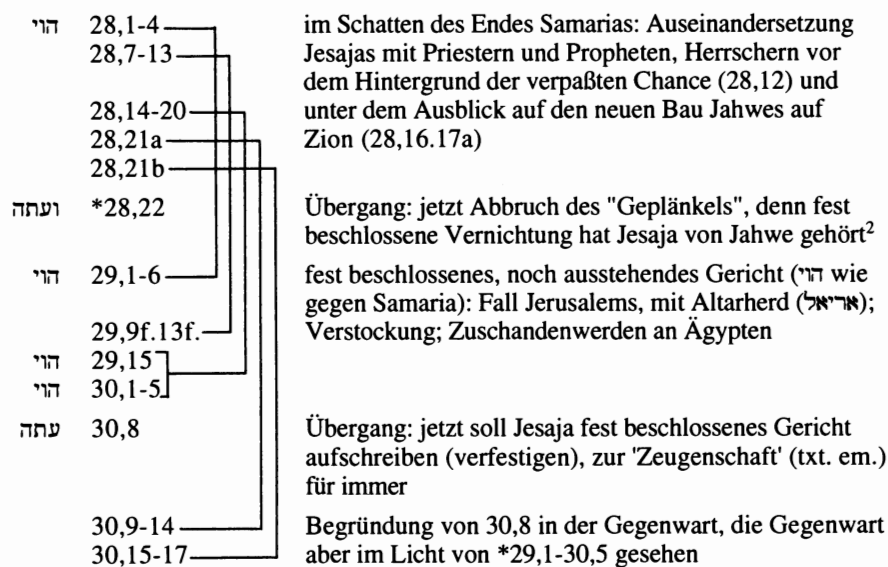 הוי 28,1-4 im Schatten des Endes Samarias: Auseinandersetzung
28,7-13 Jesajas mit Priestern und Propheten, Herrschern vor
dem Hintergrund der verpaßten Chance (28,12) und
28,14-20 unter dem Ausblick auf den neuen Bau Jahwes auf
28,21a Zion (28,16.17a)
28,21b
ועתה *28,22 Übergang: jetzt Abbruch des "Geplänkels", denn fest
beschlossene Vernichtung hat Jesaja von Jahwe gehört²
הוי 29,1-6 fest beschlossenes, noch ausstehendes Gericht (הוי wie
gegen Samaria): Fall Jerusalems, mit Altarherd (אריאל);
29,9f.13f. Verstockung; Zuschandenwerden an Ägypten
הוי 29,15
הוי 30,1-5
עתה 30,8 Übergang: jetzt soll Jesaja fest beschlossenes Gericht
aufschreiben (verfestigen), zur 'Zeugenschaft' (txt. em.)
für immer
30,9-14 Begründung von 30,8 in der Gegenwart, die Gegenwart
30,15-17 aber im Licht von *29,1-30,5 gesehen